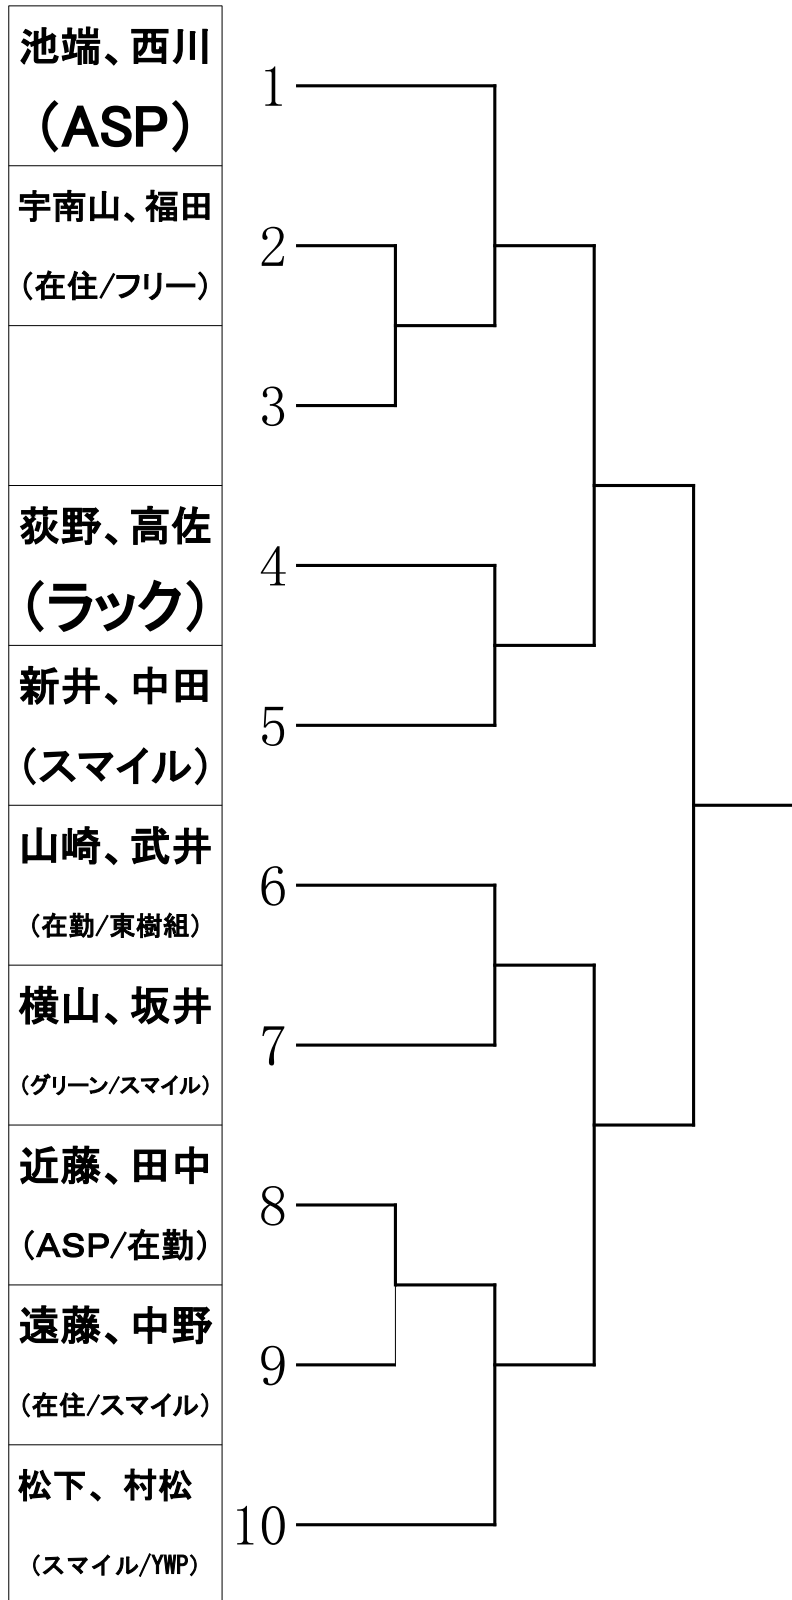 池端、西川
（ASP）
1
宇南山、福田
（在住/フリー）
2
3
荻野、高佐
（ラック）
4
新井、中田
（スマイル）
5
山崎、武井
（在勤/東樹組）
6
横山、坂井
（グリーン/スマイル）
7
近藤、田中
（ＡＳＰ/在勤）
8
遠藤、中野
（在住/スマイル）
9
松下、村松
（スマイル/YWP）
10